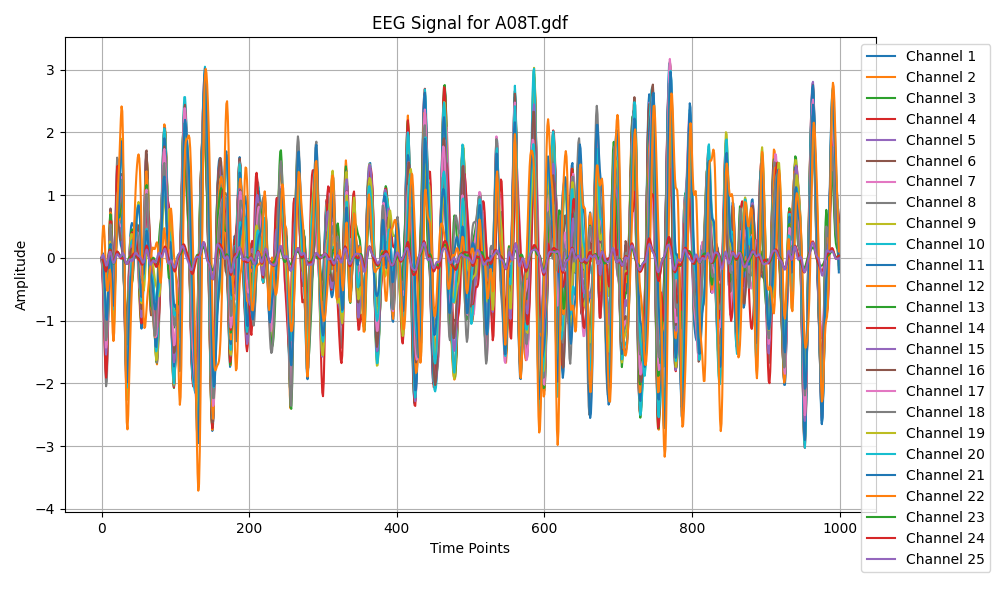 EEG Signal for A08T.gdf
3
2
1
0
−1
−2
−3
−4
Amplitude
0
200
400
600
800
1000
Time Points
Channel 1
Channel 2
Channel 3
Channel 4
Channel 5
Channel 6
Channel 7
Channel 8
Channel 9
Channel 10
Channel 11
Channel 12
Channel 13
Channel 14
Channel 15
Channel 16
Channel 17
Channel 18
Channel 19
Channel 20
Channel 21
Channel 22
Channel 23
Channel 24
Channel 25